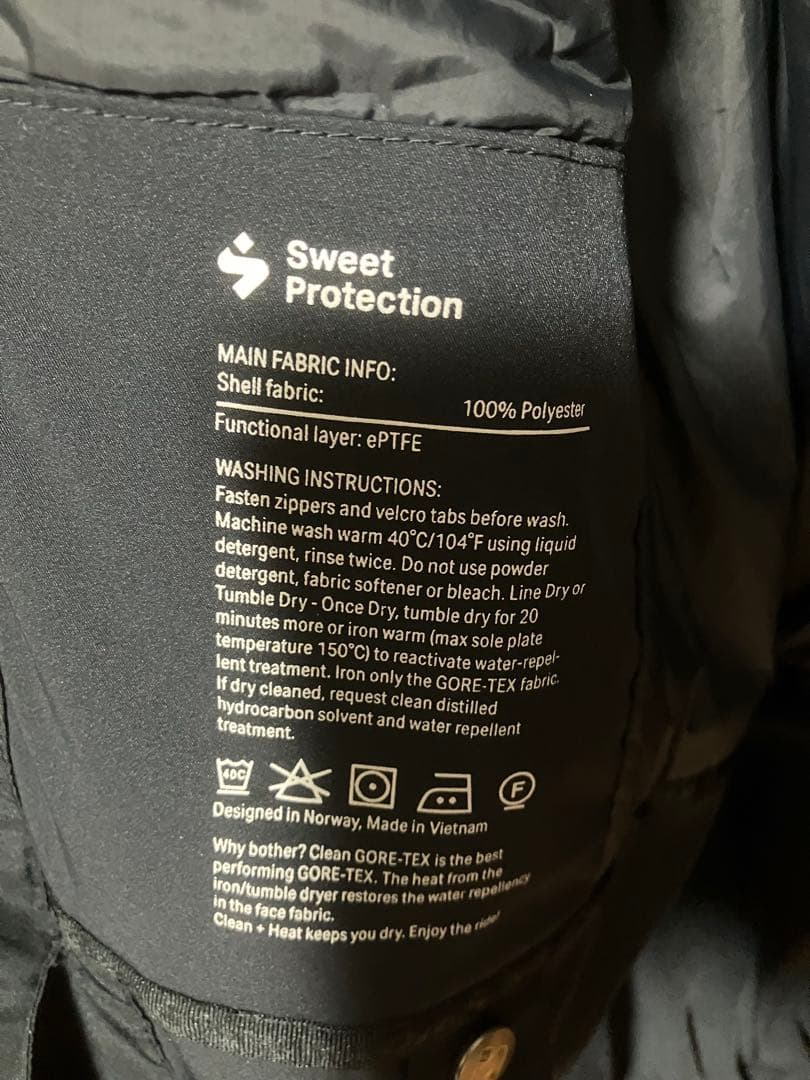 Sweet
Protection
MAIN FABRIC INFO:
Shell fabric:
100% Polyester
Functional layer: ePTFE
WASHING INSTRUCTIONS:
Fasten zippers and velcro tabs before wash.
Machine wash warm 40°C/104°F using liquid
detergent, rinse twice. Do not use powder
detergent, fabric softener or bleach. Line Dry or
Tumble Dry - Once Dry, tumble dry for 20
minutes more or iron warm (max sole plate
temperature 150°C) to reactivate water-repel-
lent treatment. Iron only the GORE-TEX fabric.
If dry cleaned, request clean distilled
hydrocarbon solvent and water repellent
treatment.
40C
F
Designed in Norway, Made in Vietnam
Why bother? Clean GORE-TEX is the best
performing GORE-TEX. The heat from the
iron/tumble dryer restores the water repellency
in the face fabric.
Clean + Heat keeps you dry. Enjoy the ride!